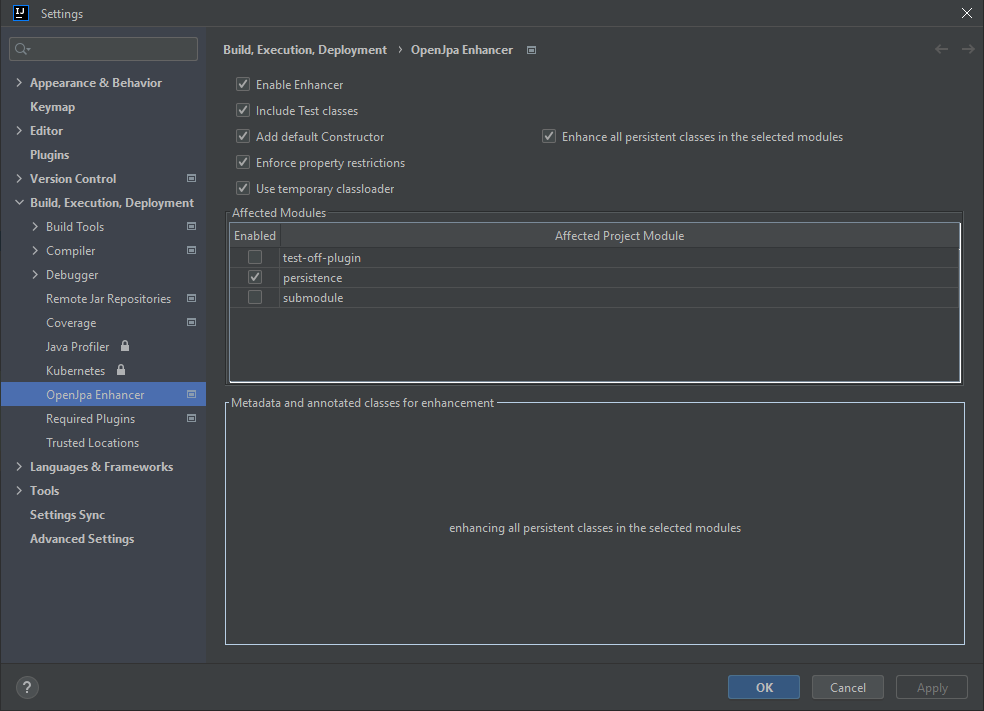 IJ Settings
Build, Execution, Deployment › OpenJpa Enhancer
Appearance & Behavior
Keymap
Editor
Plugins
Version Control
Build, Execution, Deployment
Build Tools
Compiler
Debugger
Remote Jar Repositories
Coverage
Java Profiler
Kubernetes
OpenJpa Enhancer
Required Plugins
Trusted Locations
Languages & Frameworks
Tools
Settings Sync
Advanced Settings
Enable Enhancer
Include Test classes
Add default Constructor Enhance all persistent classes in the selected modules
Enforce property restrictions
Use temporary classloader
Affected Modules
Enabled Affected Project Module
test-off-plugin
persistence
submodule
Metadata and annotated classes for enhancement
enhancing all persistent classes in the selected modules
? OK Cancel Apply